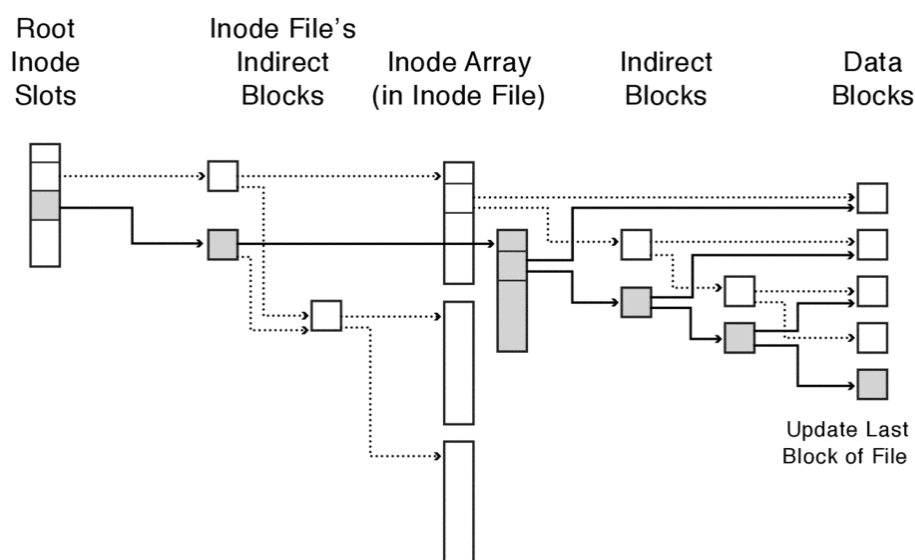 Root
Inode
Slots
Inode File's
Indirect
Blocks
Inode Array
(in Inode File)
Indirect
Blocks
Data
Blocks
Update Last
Block of File